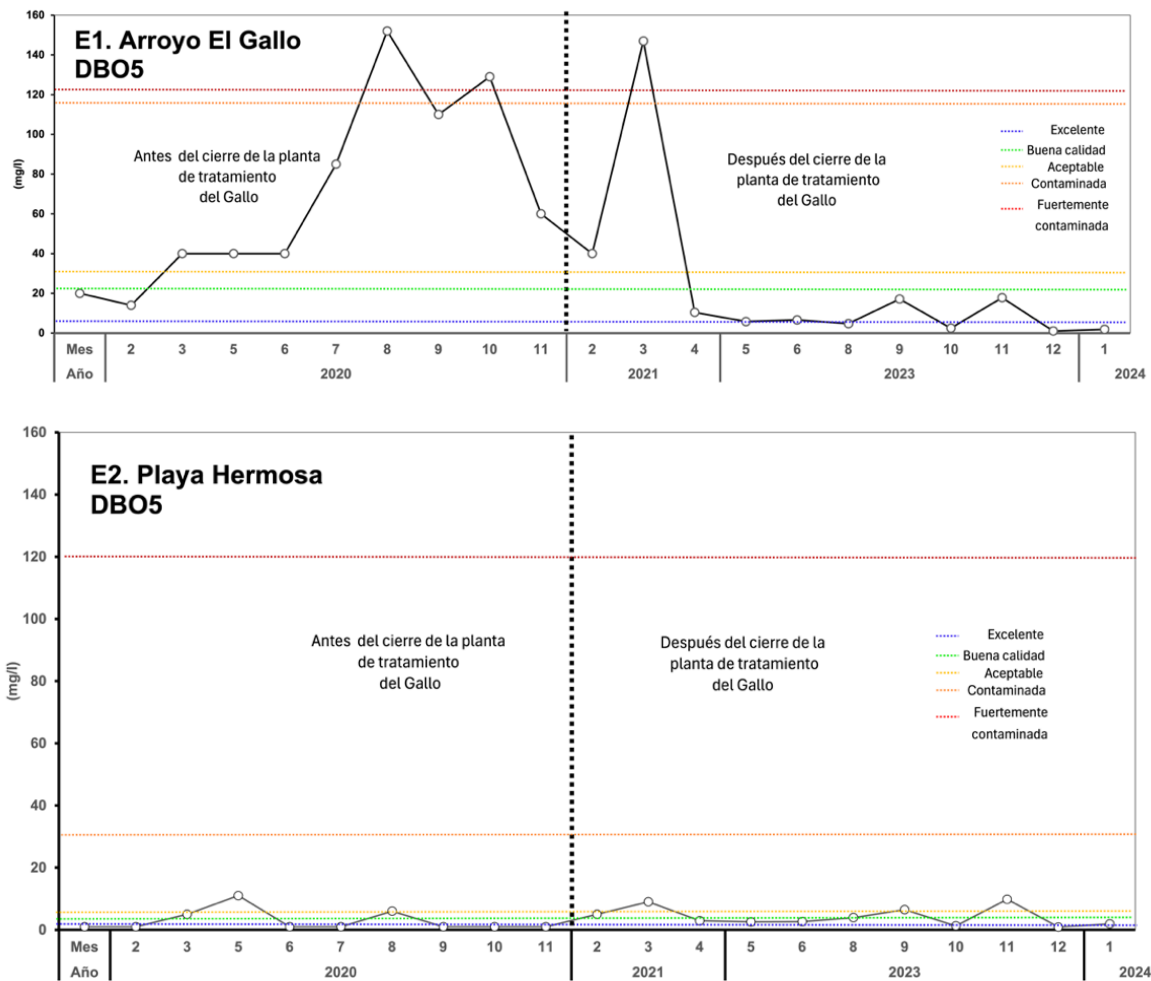 E1. Arroyo El Gallo
DBO5
160
140
120
100
80
60
40
20
0
(mg/l)
Antes del cierre de la planta
de tratamiento
del Gallo
Después del cierre de la
planta de tratamiento
del Gallo
Excelente
Buena calidad
Aceptable
Contaminada
Fuertemente
contaminada
Mes 2 3 5 6 7 8 9 10 11 2 3 4 5 6 8 9 10 11 12 1
Año 2020 2021 2023 2024
E2. Playa Hermosa
DBO5
160
140
120
100
80
60
40
20
0
(mg/l)
Antes del cierre de la planta
de tratamiento
del Gallo
Después del cierre de la
planta de tratamiento
del Gallo
Excelente
Buena calidad
Aceptable
Contaminada
Fuertemente
contaminada
Mes 2 3 5 6 7 8 9 10 11 2 3 4 5 6 8 9 10 11 12 1
Año 2020 2021 2023 2024